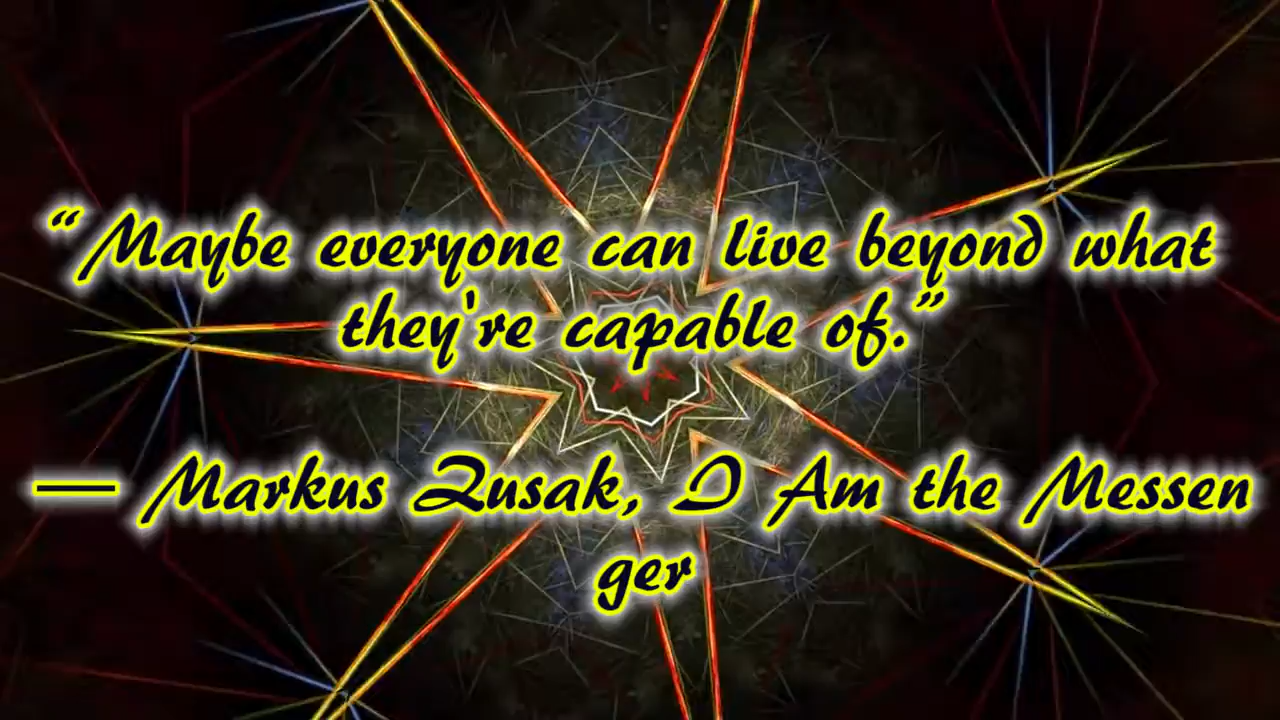 “Maybe everyone can live beyond what
they're capable of.”
— Markus Zusak, I Am the Messen
ger